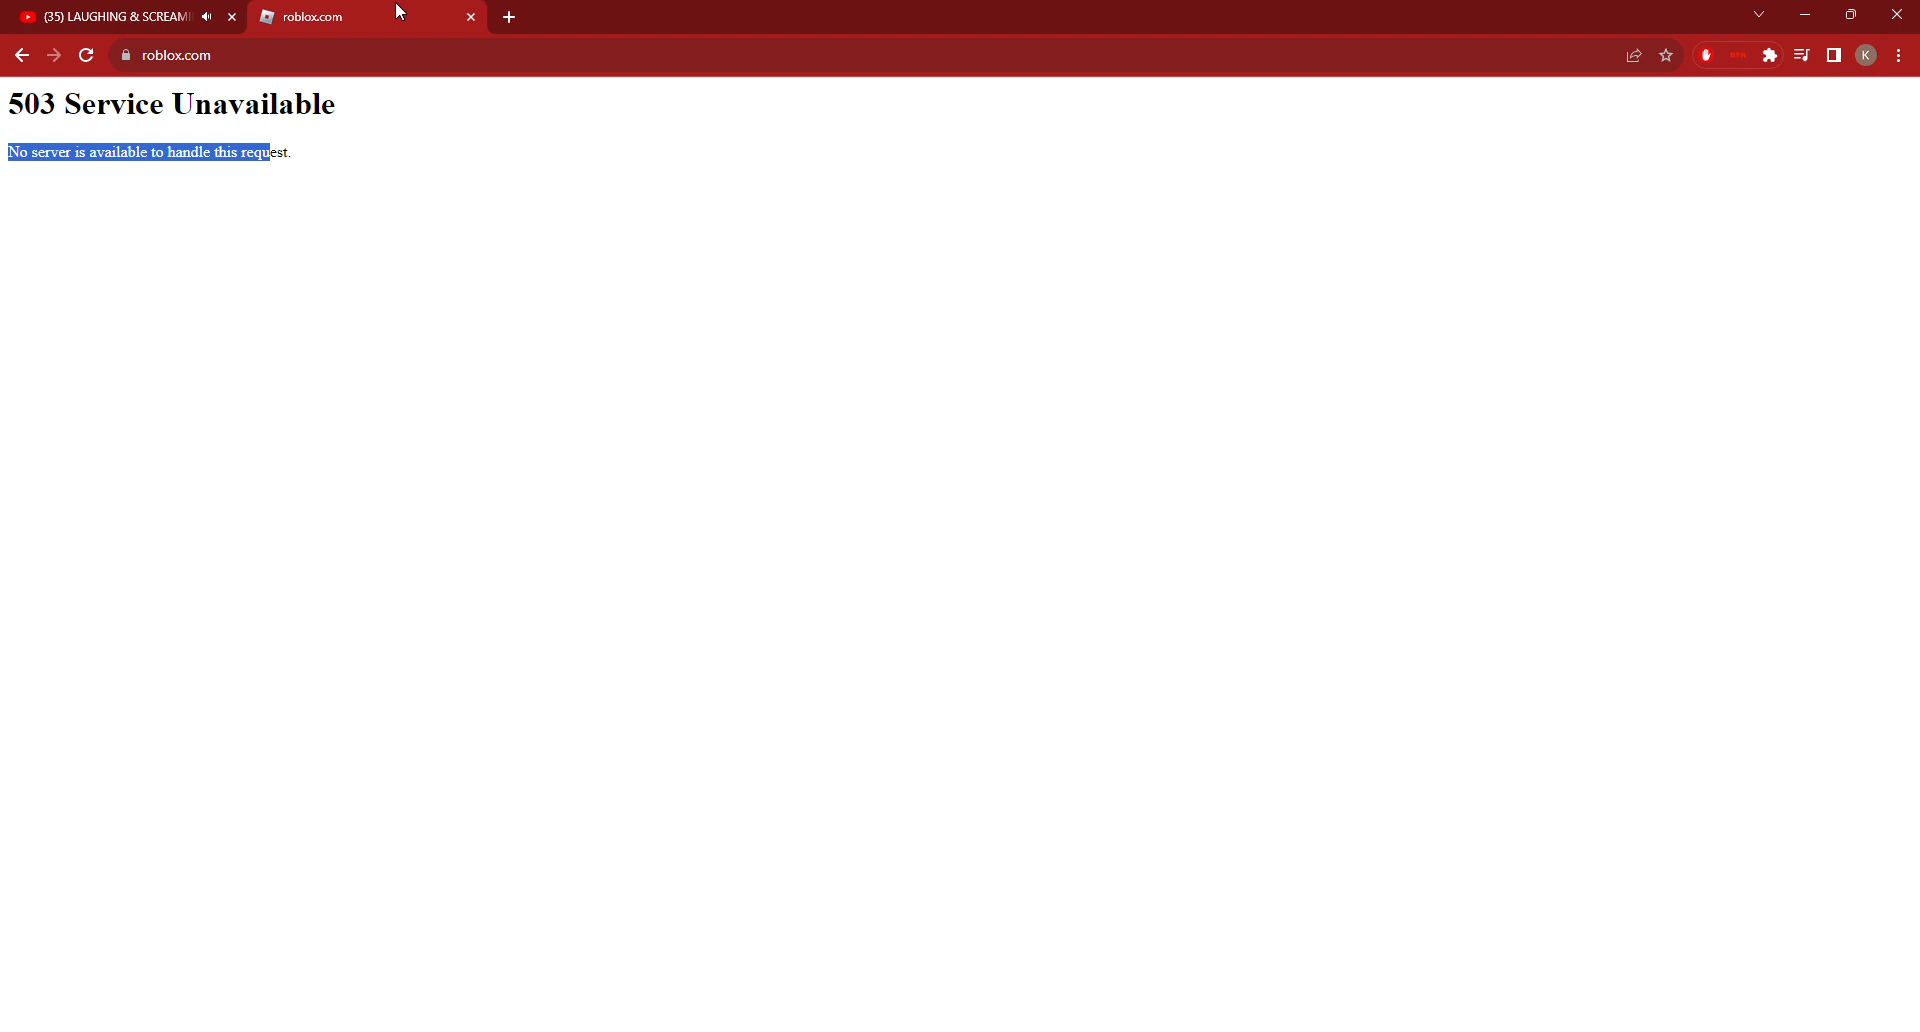 (35) LAUGHING & SCREAMI
roblox.com
roblox.com
K
503 Service Unavailable
No server is available to handle this request.